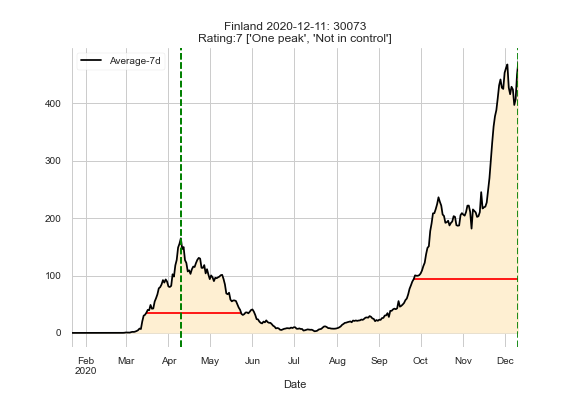 Finland 2020-12-11: 30073
Rating:7 ['One peak', 'Not in control']
Average-7d
400
300
200
100
0
Feb Mar Apr May Jun Jul Aug Sep Oct Nov Dec
2020
Date